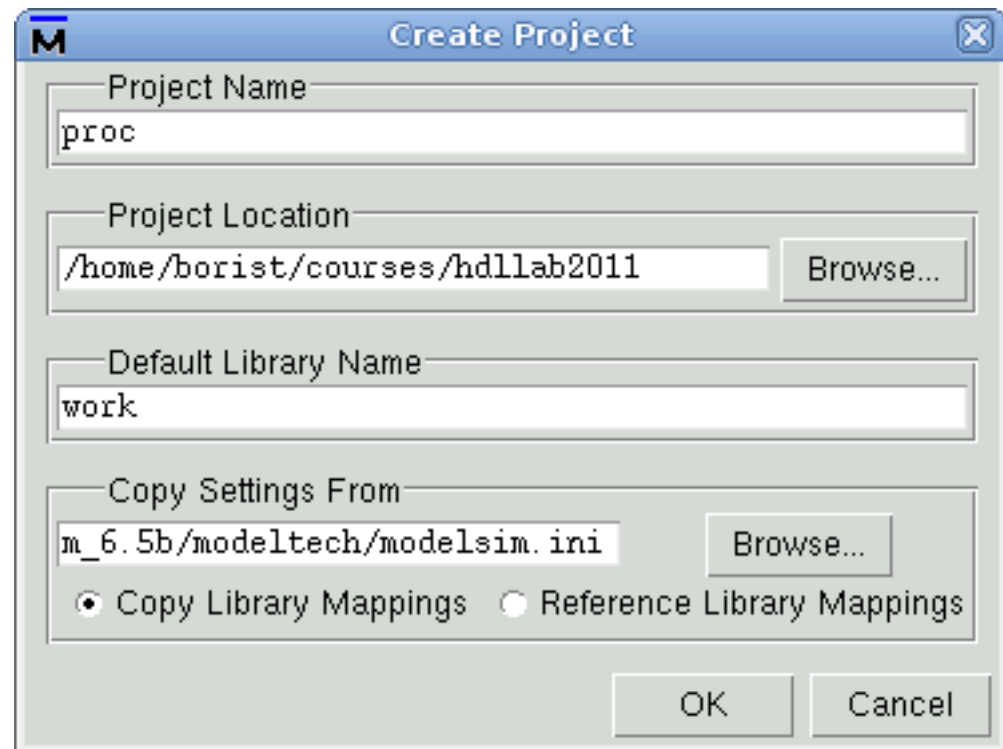 M Create Project
Project Name
proc
Project Location
/home/borist/courses/hdllab2011 Browse...
Default Library Name
work
Copy Settings From
m_6.5b/modeltech/modelsim.ini Browse...
Copy Library Mappings Reference Library Mappings
OK Cancel